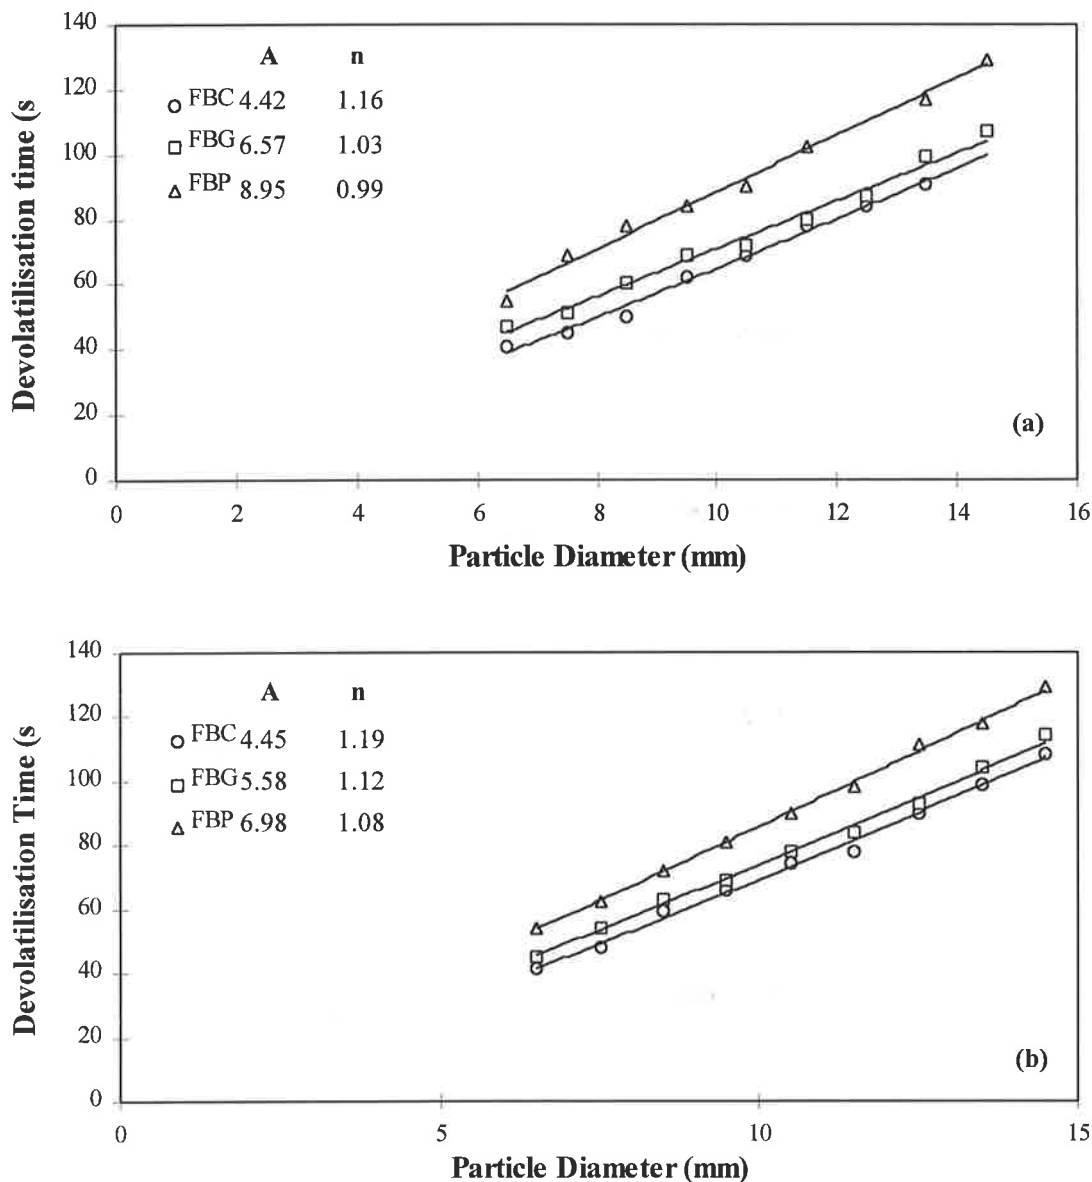 140
120
100
80
60
40
20
0
Devolatilisation time (s
A n
FBC 4.42 1.16
FBG 6.57 1.03
FBP 8.95 0.99
(a)
0 2 4 6 8 10 12 14 16
Particle Diameter (mm)
140
120
100
80
60
40
20
0
Devolatilisation Time (s
A n
FBC 4.45 1.19
FBG 5.58 1.12
FBP 6.98 1.08
(b)
0 5 10 15
Particle Diameter (mm)